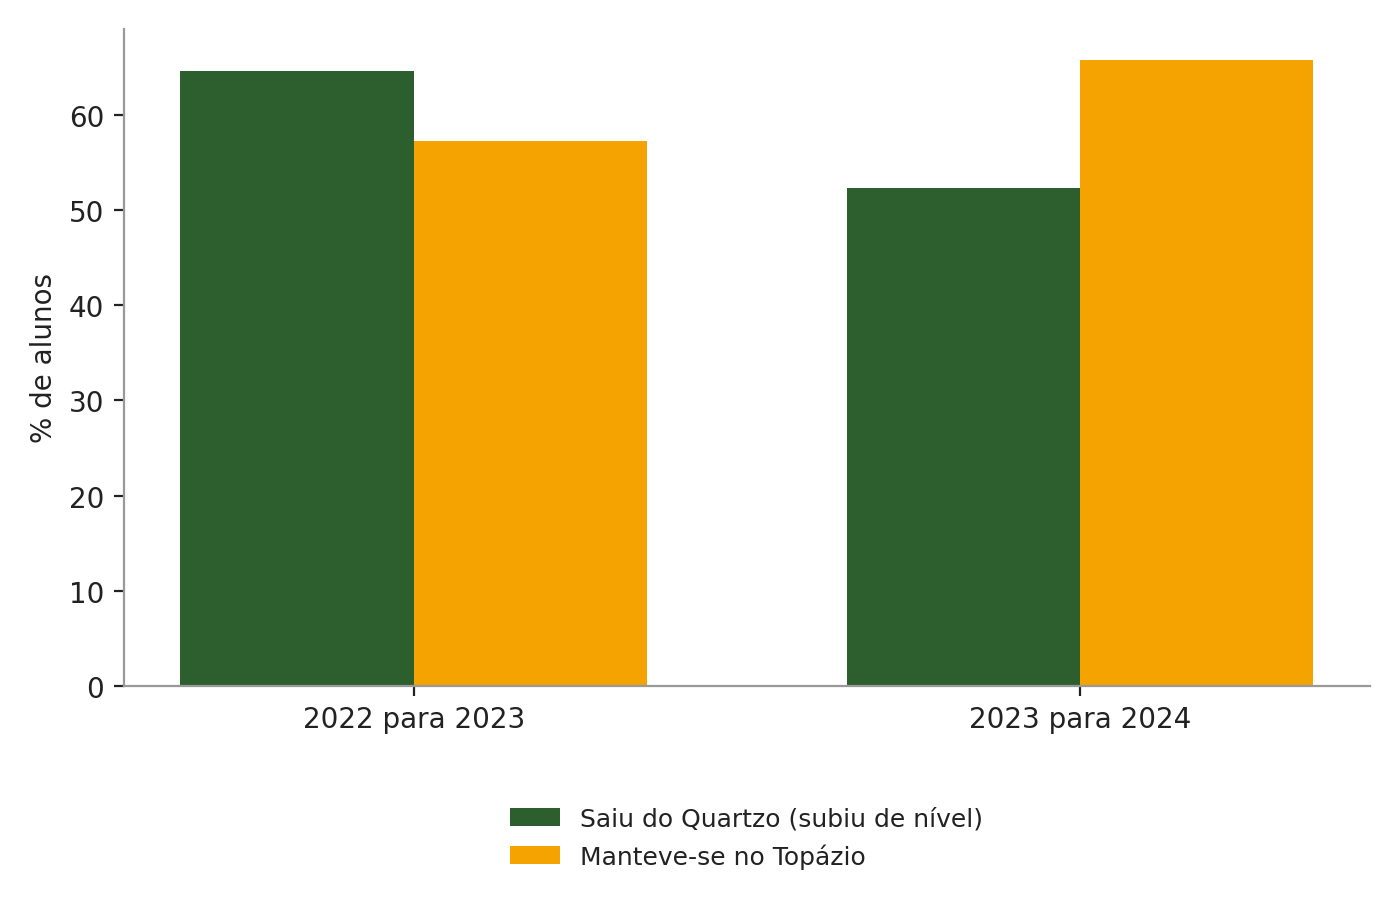 60
50
40
30
20
10
0
% de alunos
2022 para 2023
2023 para 2024
Saiu do Quartzo (subiu de nível)
Manteve-se no Topázio